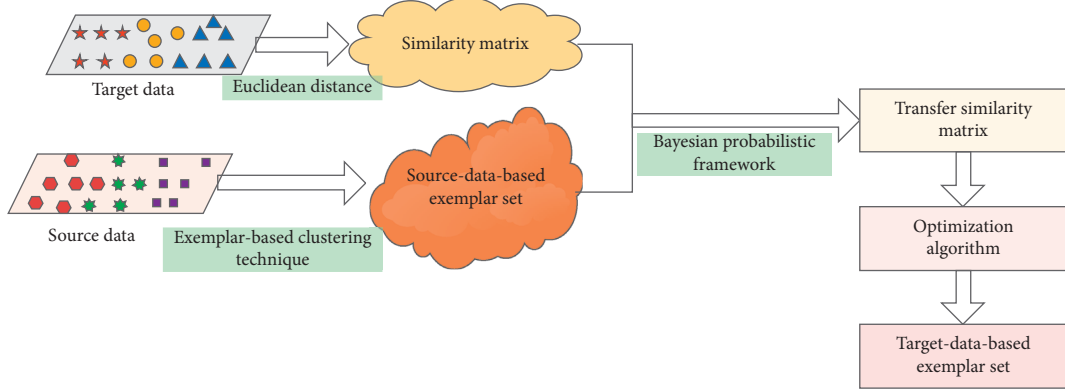 Target data
Euclidean distance
Similarity matrix
Source data
Exemplar-based clustering
technique
Source-data-based
exemplar set
Bayesian probabilistic
framework
Transfer similarity
matrix
Optimization
algorithm
Target-data-based
exemplar set